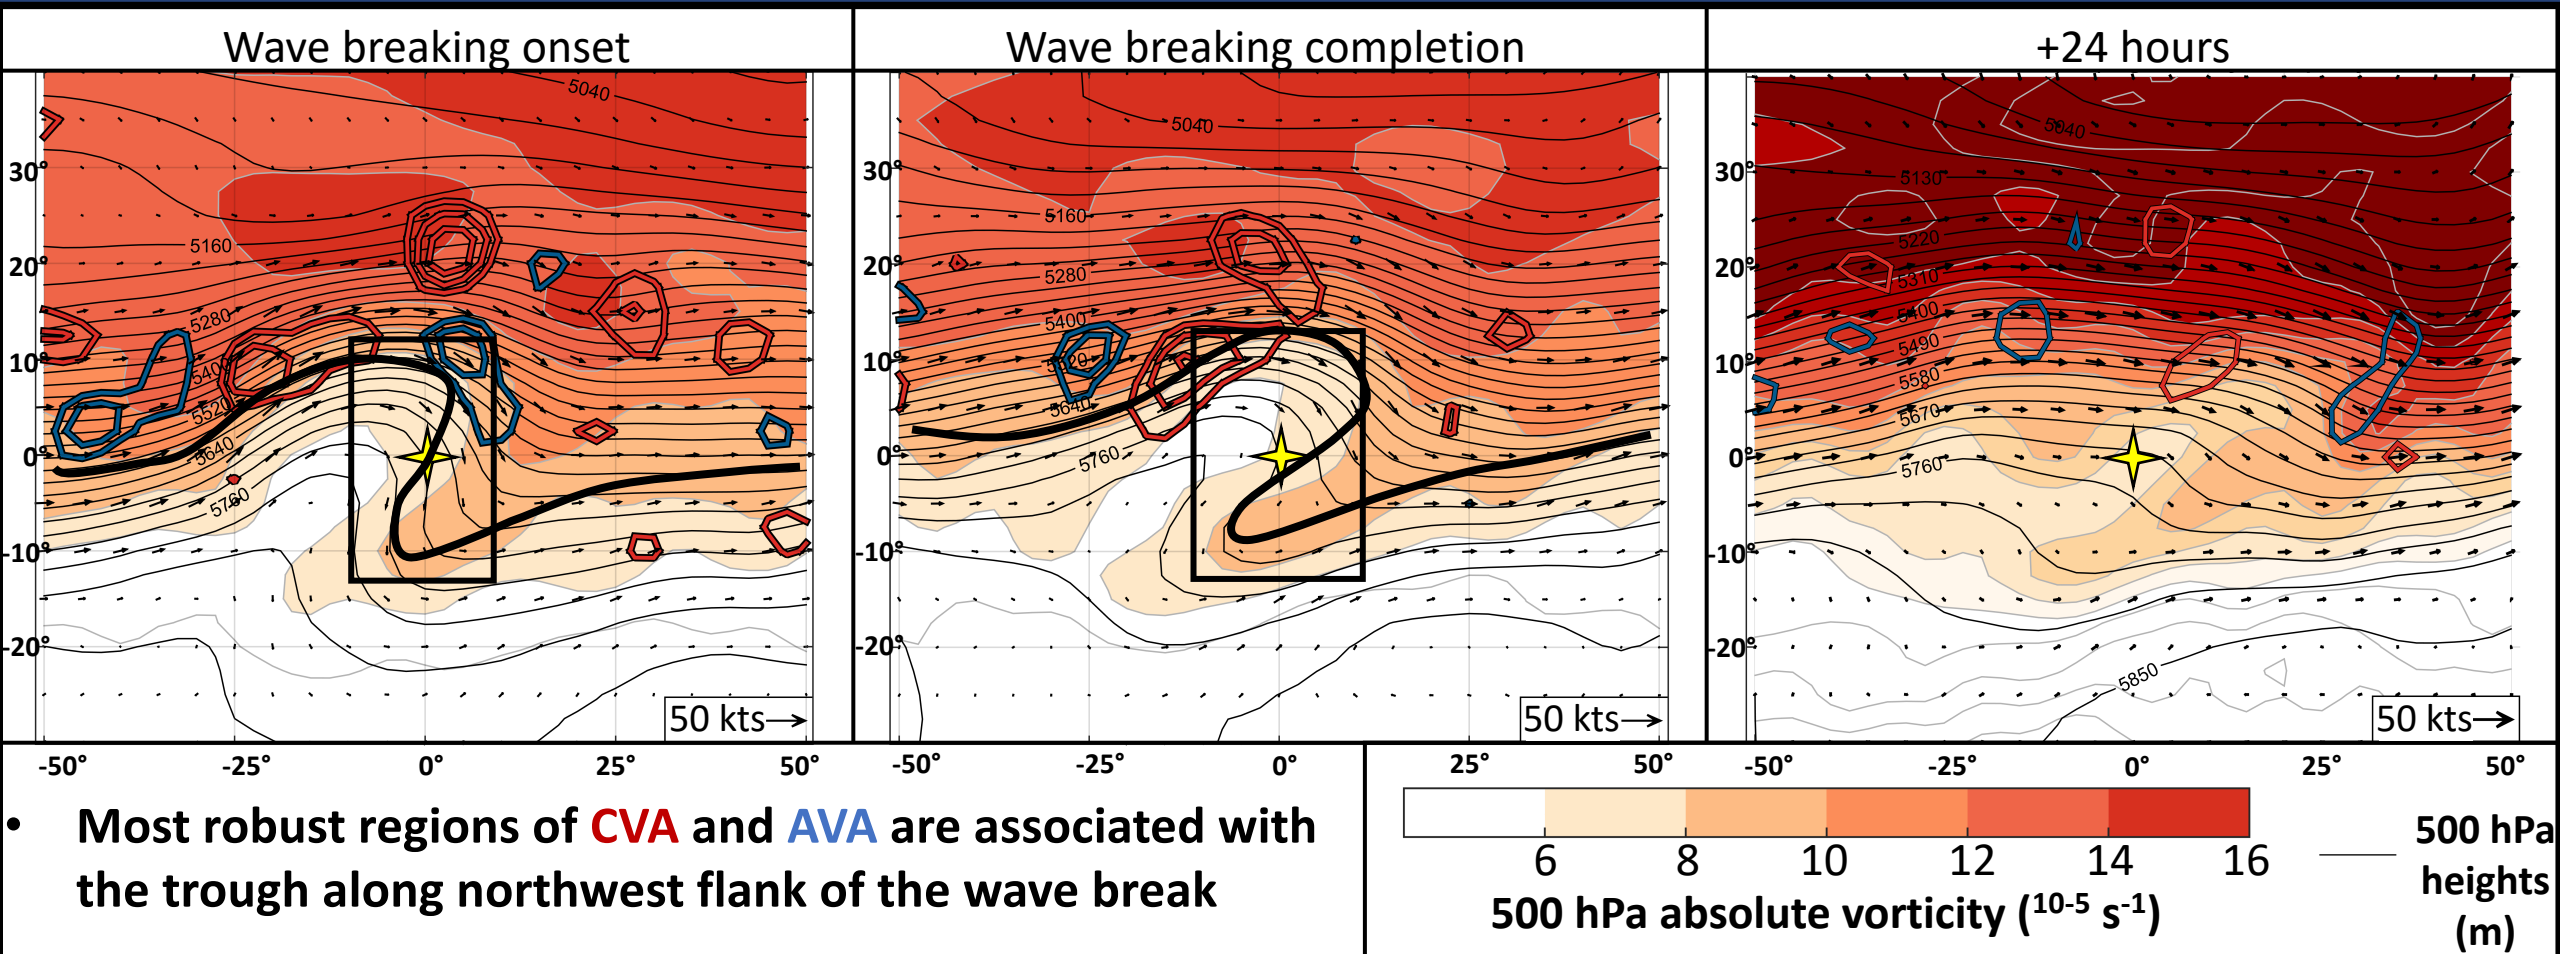 Wave breaking onset
Wave breaking completion
+24 hours
5040
30°
5160
20°
5280
10°
5400
5520
0°
5640
5760
-10°
-20°
50 kts
5040
30°
5160
20°
5280
5400
10°
5520
5640
0°
5760
-10°
-20°
50 kts
5040
30°
5130
5220
20°
5310
5400
10°
5490
5580
5670
0°
5760
-10°
-20°
5850
50 kts
-50° -25° 0° 25° 50°
-50° -25° 0° 25° 50°
-50° -25° 0° 25° 50°
• Most robust regions of CVA and AVA are associated with
the trough along northwest flank of the wave break
6 8 10 12 14 16
500 hPa absolute vorticity (10-5 s-1)
500 hPa
heights
(m)